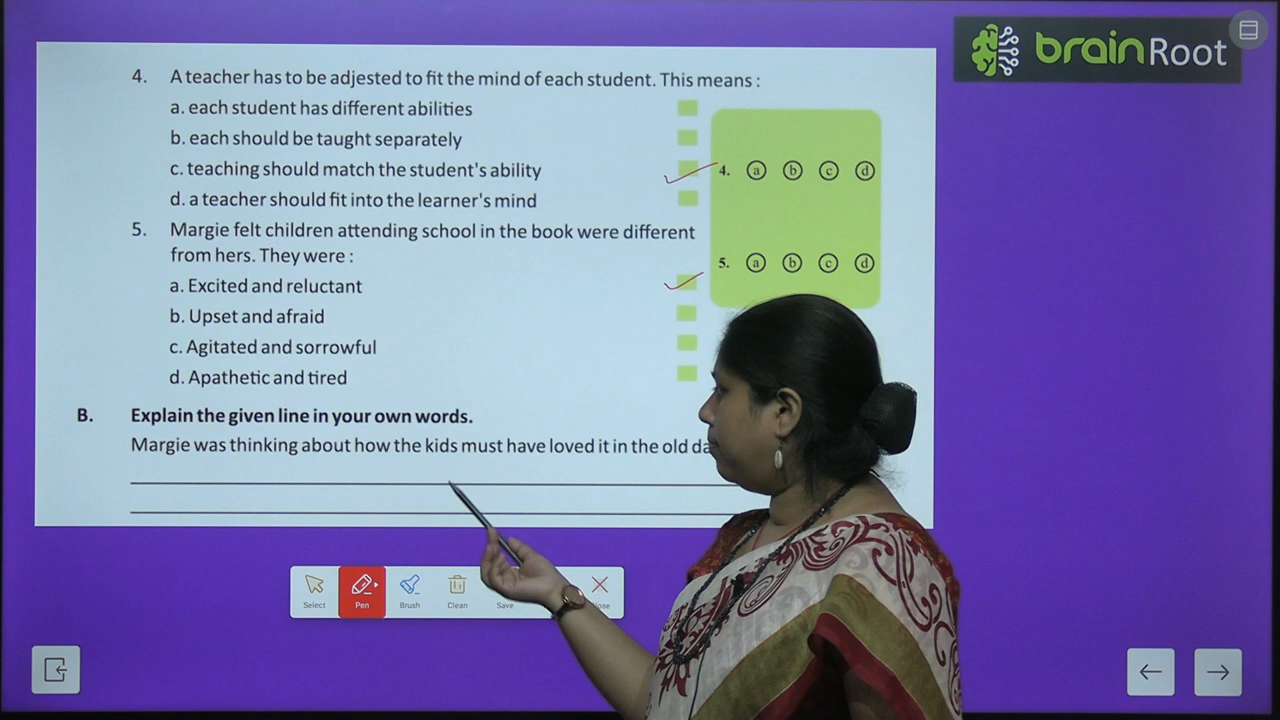 brainRoot
4. A teacher has to be adjested to fit the mind of each student. This means :
a. each student has different abilities
b. each should be taught separately
c. teaching should match the student's ability
d. a teacher should fit into the learner's mind
4. a b c d
5. Margie felt children attending school in the book were different
from hers. They were :
a. Excited and reluctant
b. Upset and afraid
c. Agitated and sorrowful
d. Apathetic and tired
5. a b c d
B. Explain the given line in your own words.
Margie was thinking about how the kids must have loved it in the old
Select Pen Brush Clean Save